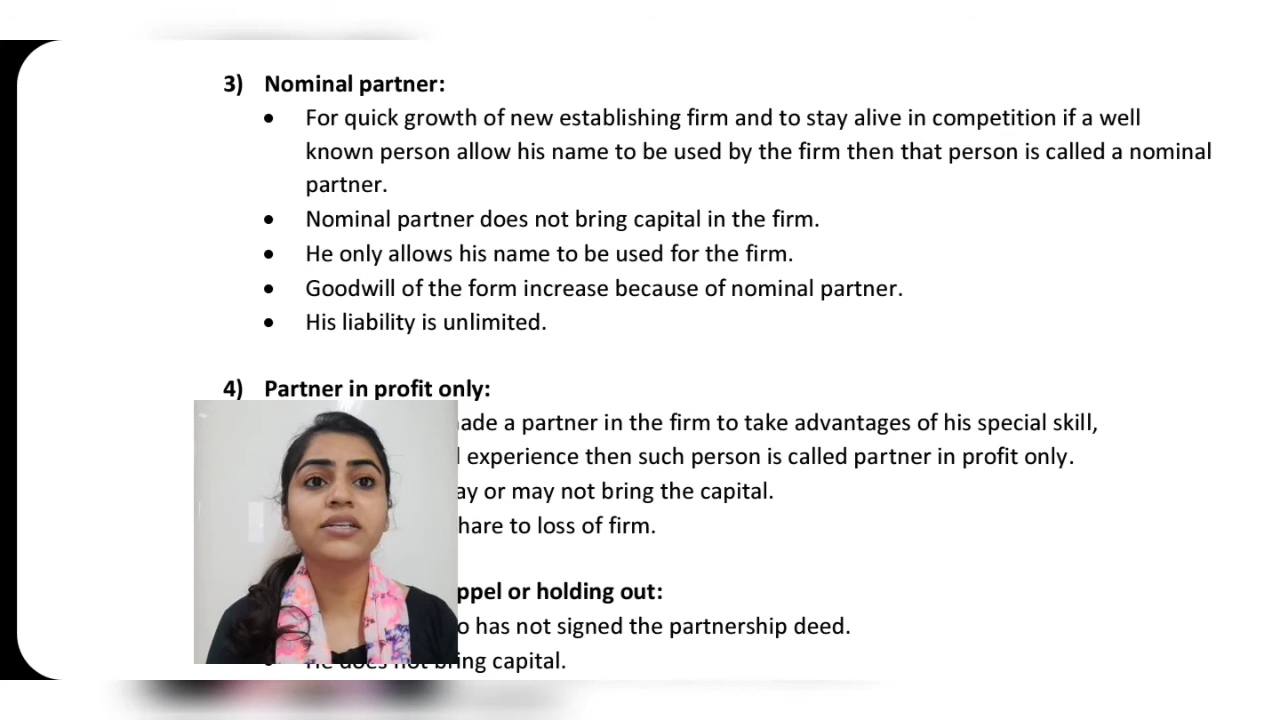 3) Nominal partner:
• For quick growth of new establishing firm and to stay alive in competition if a well
known person allow his name to be used by the firm then that person is called a nominal
partner.
• Nominal partner does not bring capital in the firm.
• He only allows his name to be used for the firm.
• Goodwill of the form increase because of nominal partner.
• His liability is unlimited.
4) Partner in profit only:
a partner in the firm to take advantages of his special skill,
experience then such person is called partner in profit only.
or may not bring the capital.
to loss of firm.
or holding out:
has not signed the partnership deed.
capital.